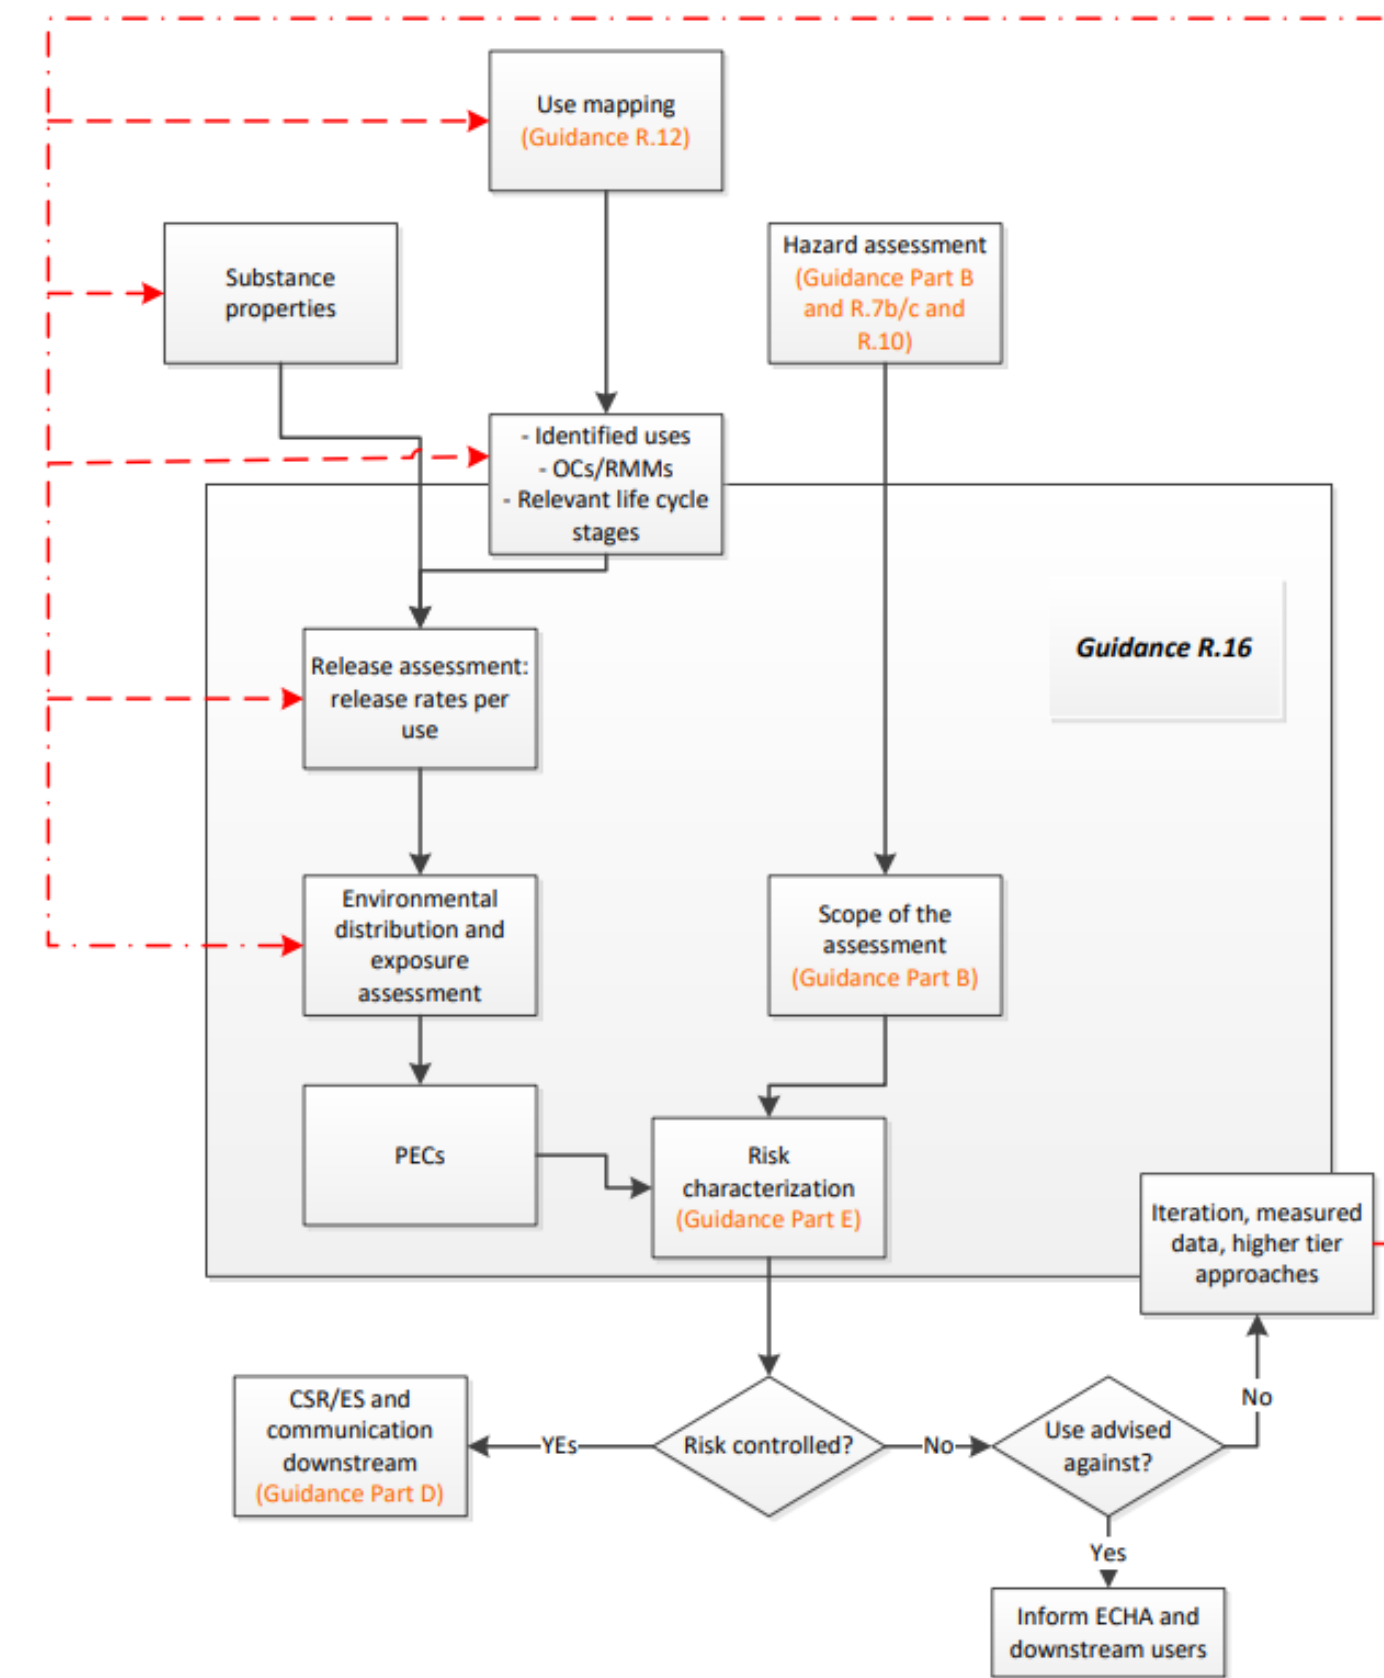 Use mapping
(Guidance R.12)
Substance
properties
Hazard assessment
(Guidance Part B
and R.7b/c and
R.10)
- Identified uses
- OCs/RMMs
- Relevant life cycle
stages
Guidance R.16
Release assessment:
release rates per
use
Environmental
distribution and
exposure
assessment
Scope of the
assessment
(Guidance Part B)
PECs
Risk
characterization
(Guidance Part E)
Iteration, measured
data, higher tier
approaches
CSR/ES and
communication
downstream
(Guidance Part D)
YEs
Risk controlled?
No
Use advised
against?
No
Yes
Inform ECHA and
downstream users